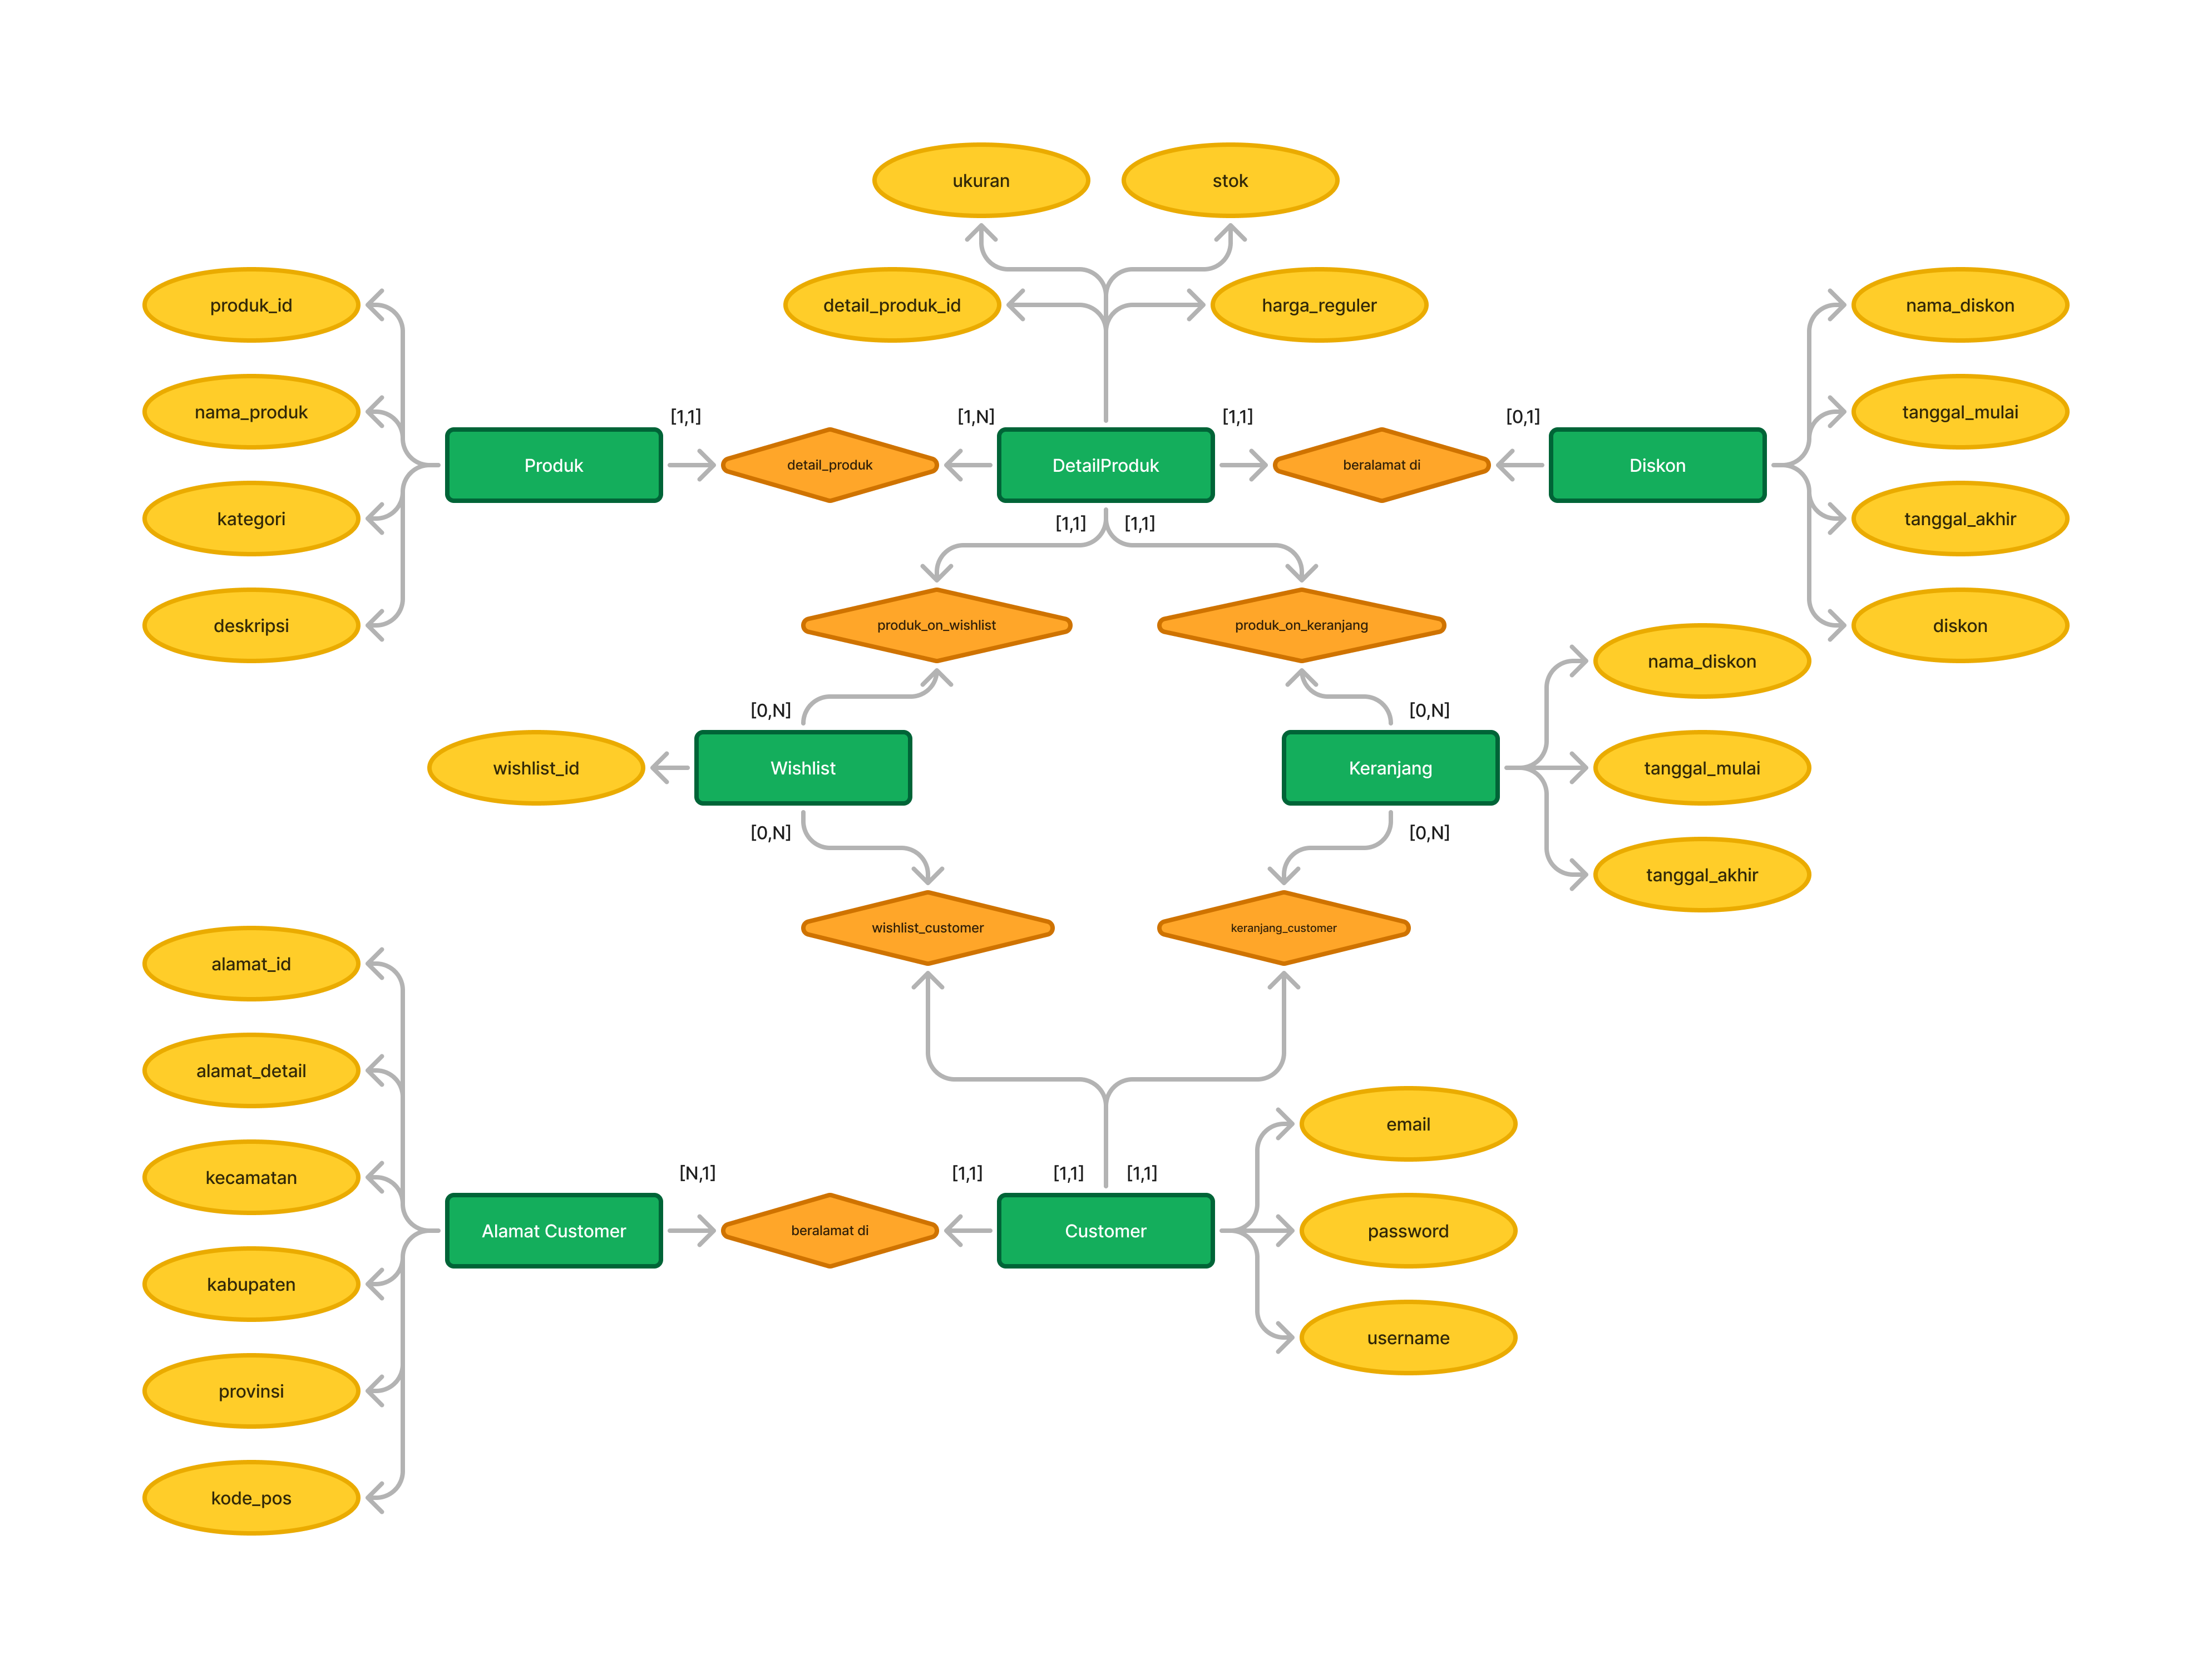 ukuran
stok
produk_id
detail_produk_id
harga_reguler
nama_diskon
nama_produk
tanggal_mulai
[1,1]
[1,N]
[1,1]
[0,1]
Produk
detail_produk
DetailProduk
beralamat di
Diskon
kategori
[1,1]
[1,1]
tanggal_akhir
deskripsi
produk_on_wishlist
produk_on_keranjang
diskon
nama_diskon
[0,N]
[0,N]
wishlist_id
Wishlist
Keranjang
tanggal_mulai
[0,N]
[0,N]
tanggal_akhir
wishlist_customer
keranjang_customer
alamat_id
alamat_detail
email
kecamatan
[N,1]
[1,1]
[1,1]
[1,1]
Alamat Customer
beralamat di
Customer
password
kabupaten
username
provinsi
kode_pos